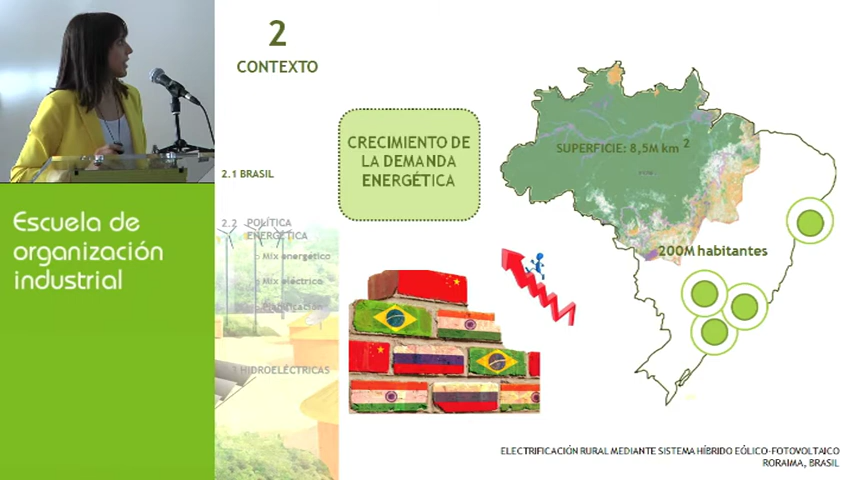 Escuela de
organización
industrial
2
CONTEXTO
2.1 BRASIL
2.2 POLÍTICA
ENERGÉTICA
Mix energético
Mix eléctrico
Planificación
HIDROELÉCTRICAS
CRECIMIENTO DE
LA DEMANDA
ENERGÉTICA
SUPERFICIE: 8,5M km 2
200M habitantes
ELECTRIFICACIÓN RURAL MEDIANTE SISTEMA HÍBRIDO EÓLICO-FOTOVOLTAICO
RORAIMA, BRASIL